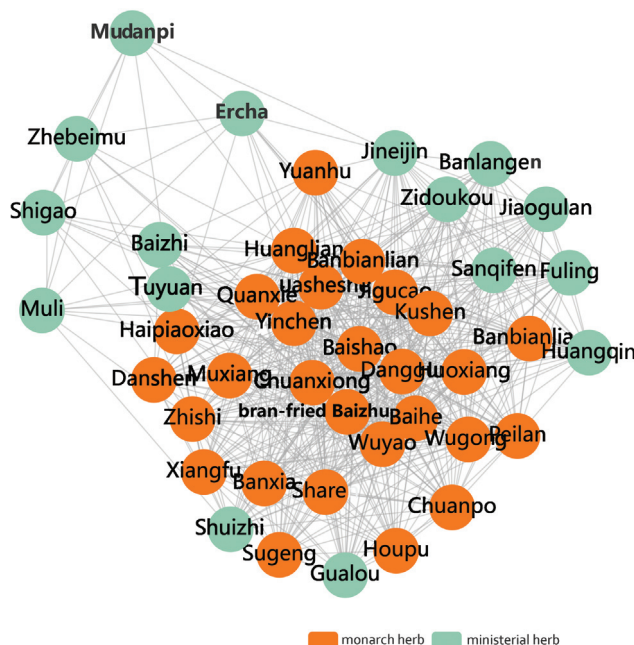 Mudanpi
Ercha
Zhebeimu
Jineijin
Banlangen
Yuanhu
Zidoukou
Jiaogulan
Shigao
Baizhi
Huanglian
Banbianlian
Sanqifen
Fuling
Tuyuan
Quanxie
Jigucao
Muli
Kushen
Haipiaoxiao
Yinchen
Banbianlia
Huangqin
Baishao
Danshen
Muxiang
Chuanxiong
Danggui
Huoxiang
bran-fried Baizhu
Baihe
Zhishi
Wuyao
Wugong
Peilan
Xiangfu
Banxia
Share
Chuanpo
Shuizhi
Sugeng
Houpu
Gualou
monarch herb
ministerial herb